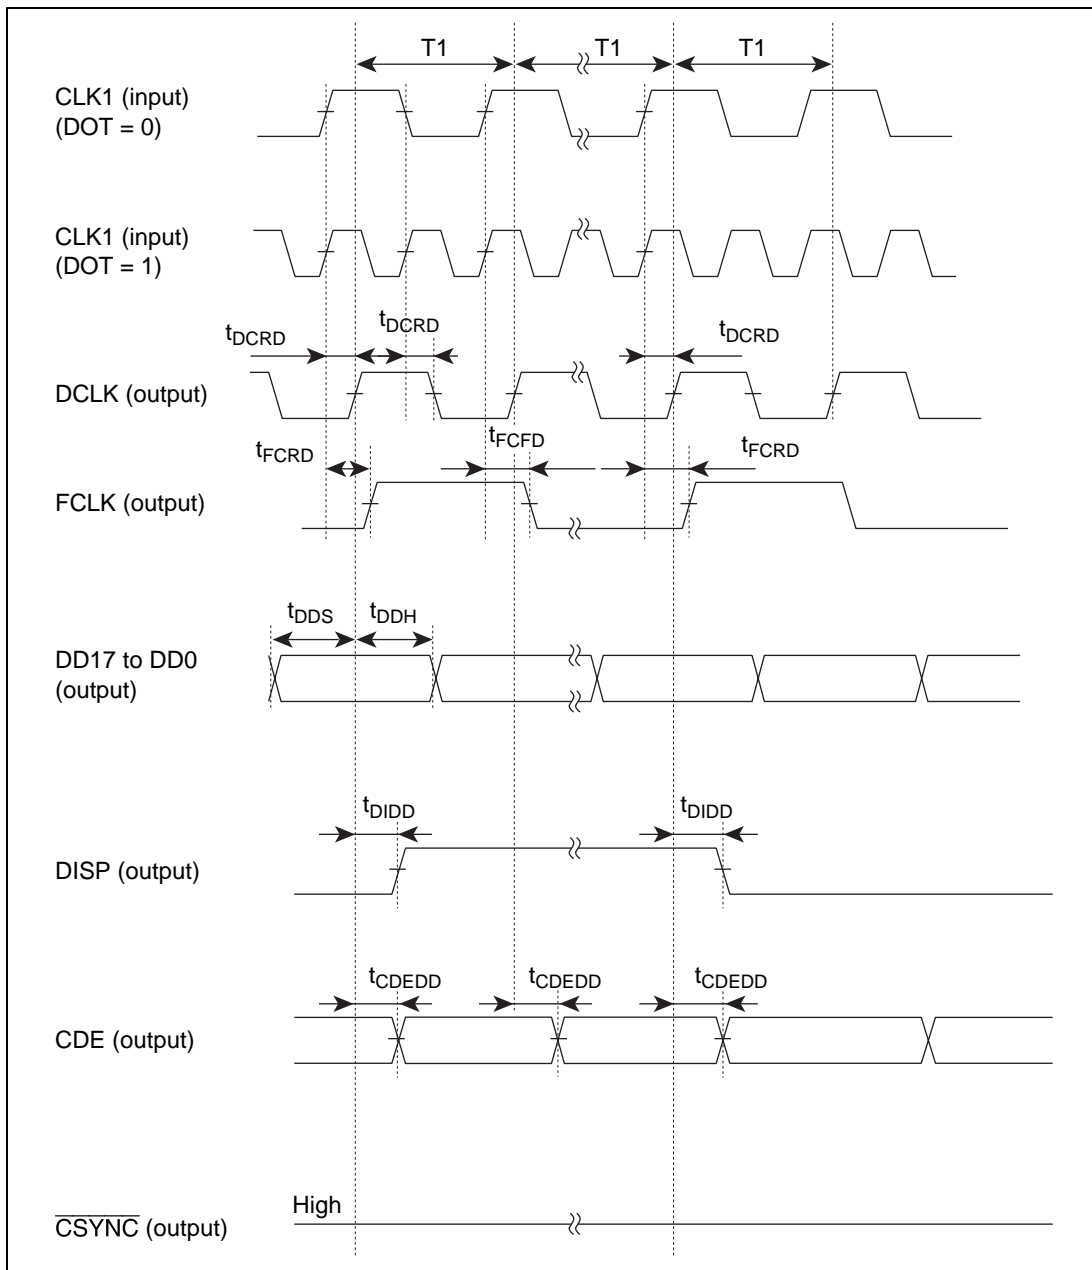 T1 T1 T1
CLK1 (input)
(DOT = 0)
CLK1 (input)
(DOT = 1)
tDCRD tDCRD tDCRD
DCLK (output)
tFCRD tFCFD tFCRD
FCLK (output)
tDDS tDDH
DD17 to DD0
(output)
tDIDD tDIDD
DISP (output)
tCDEDD tCDEDD tCDEDD
CDE (output)
High
CSYNC (output)